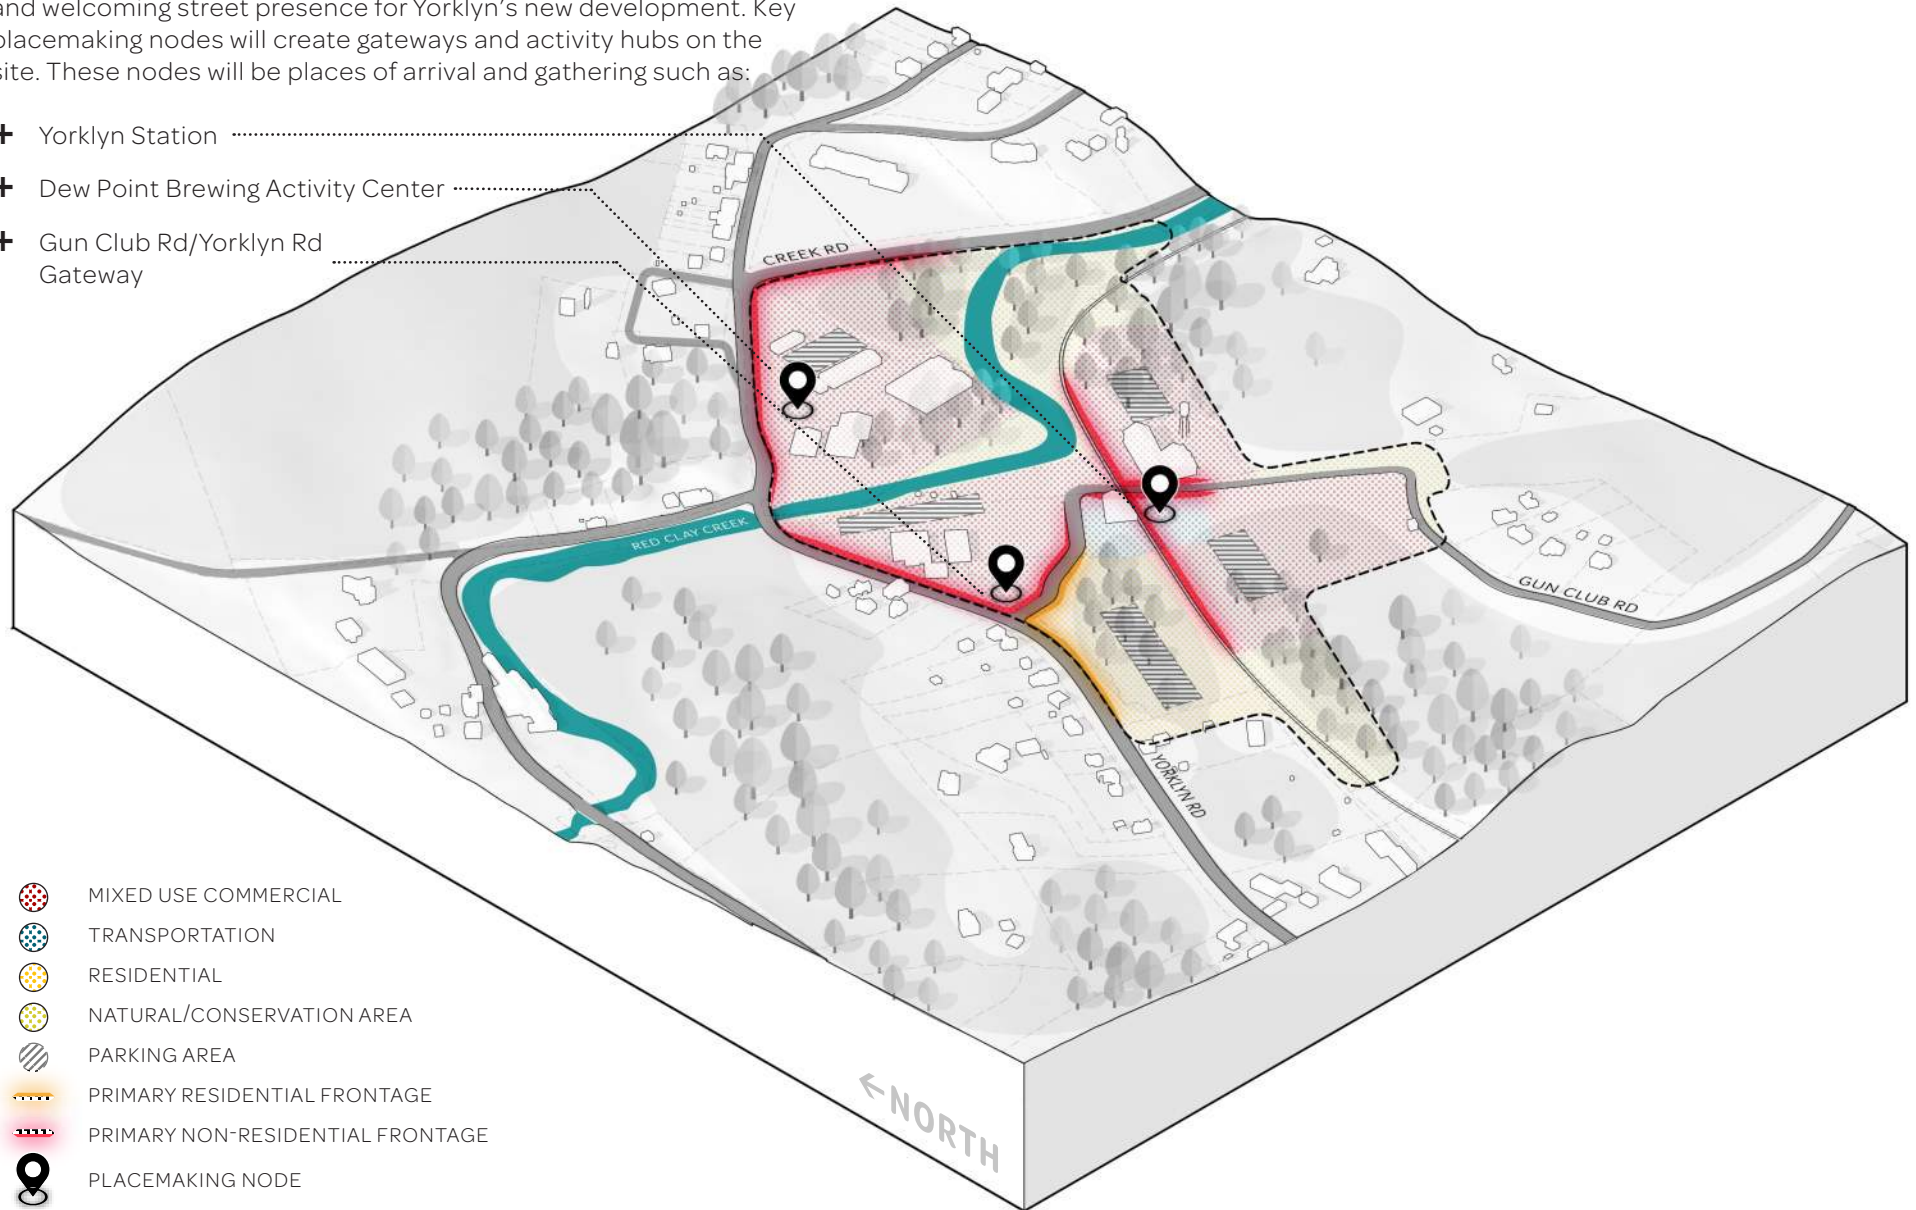 and welcoming street presence for Yorklyn's new development. Key
placemaking nodes will create gateways and activity hubs on the
site. These nodes will be places of arrival and gathering such as:
+ Yorklyn Station
+ Dew Point Brewing Activity Center
+ Gun Club Rd/Yorklyn Rd
Gateway
CREEK RD
RED CLAY CREEK
GUN CLUB RD
YORKLYN RD
MIXED USE COMMERCIAL
TRANSPORTATION
RESIDENTIAL
NATURAL/CONSERVATION AREA
PARKING AREA
PRIMARY RESIDENTIAL FRONTAGE
PRIMARY NON-RESIDENTIAL FRONTAGE
PLACEMAKING NODE
←NORTH